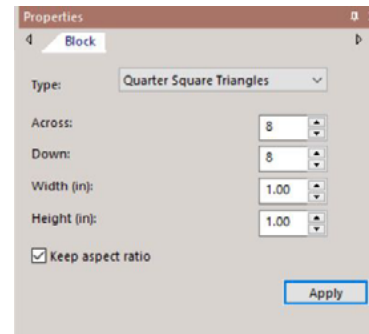 Properties
Block
Type: Quarter Square Triangles
Across: 8
Down: 8
Width (in): 1.00
Height (in): 1.00
Keep aspect ratio
Apply